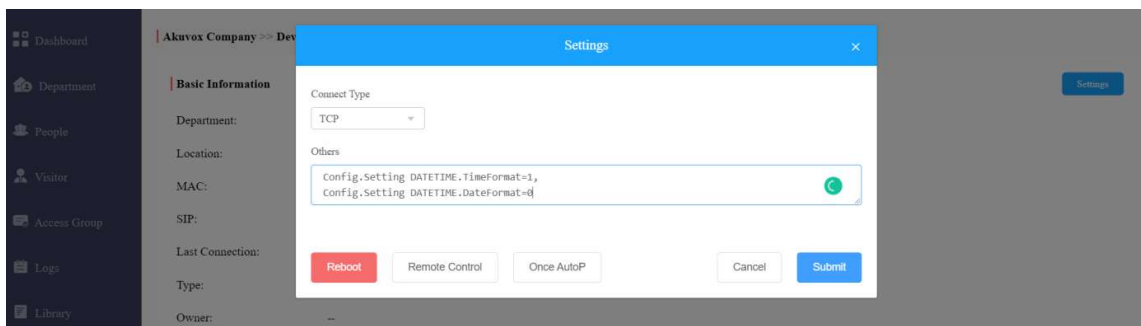 Dashboard
Department
People
Visitor
Access Group
Logs
Library
Akuvox Company >> Dev
Basic Information
Settings
Department:
Location:
MAC:
SIP:
Last Connection:
Type:
Owner: --
Settings ×
Connect Type
TCP
Others
Config.Setting DATETIME.TimeFormat=1,
Config.Setting DATETIME.DateFormat=0
Reboot Remote Control Once AutoP Cancel Submit